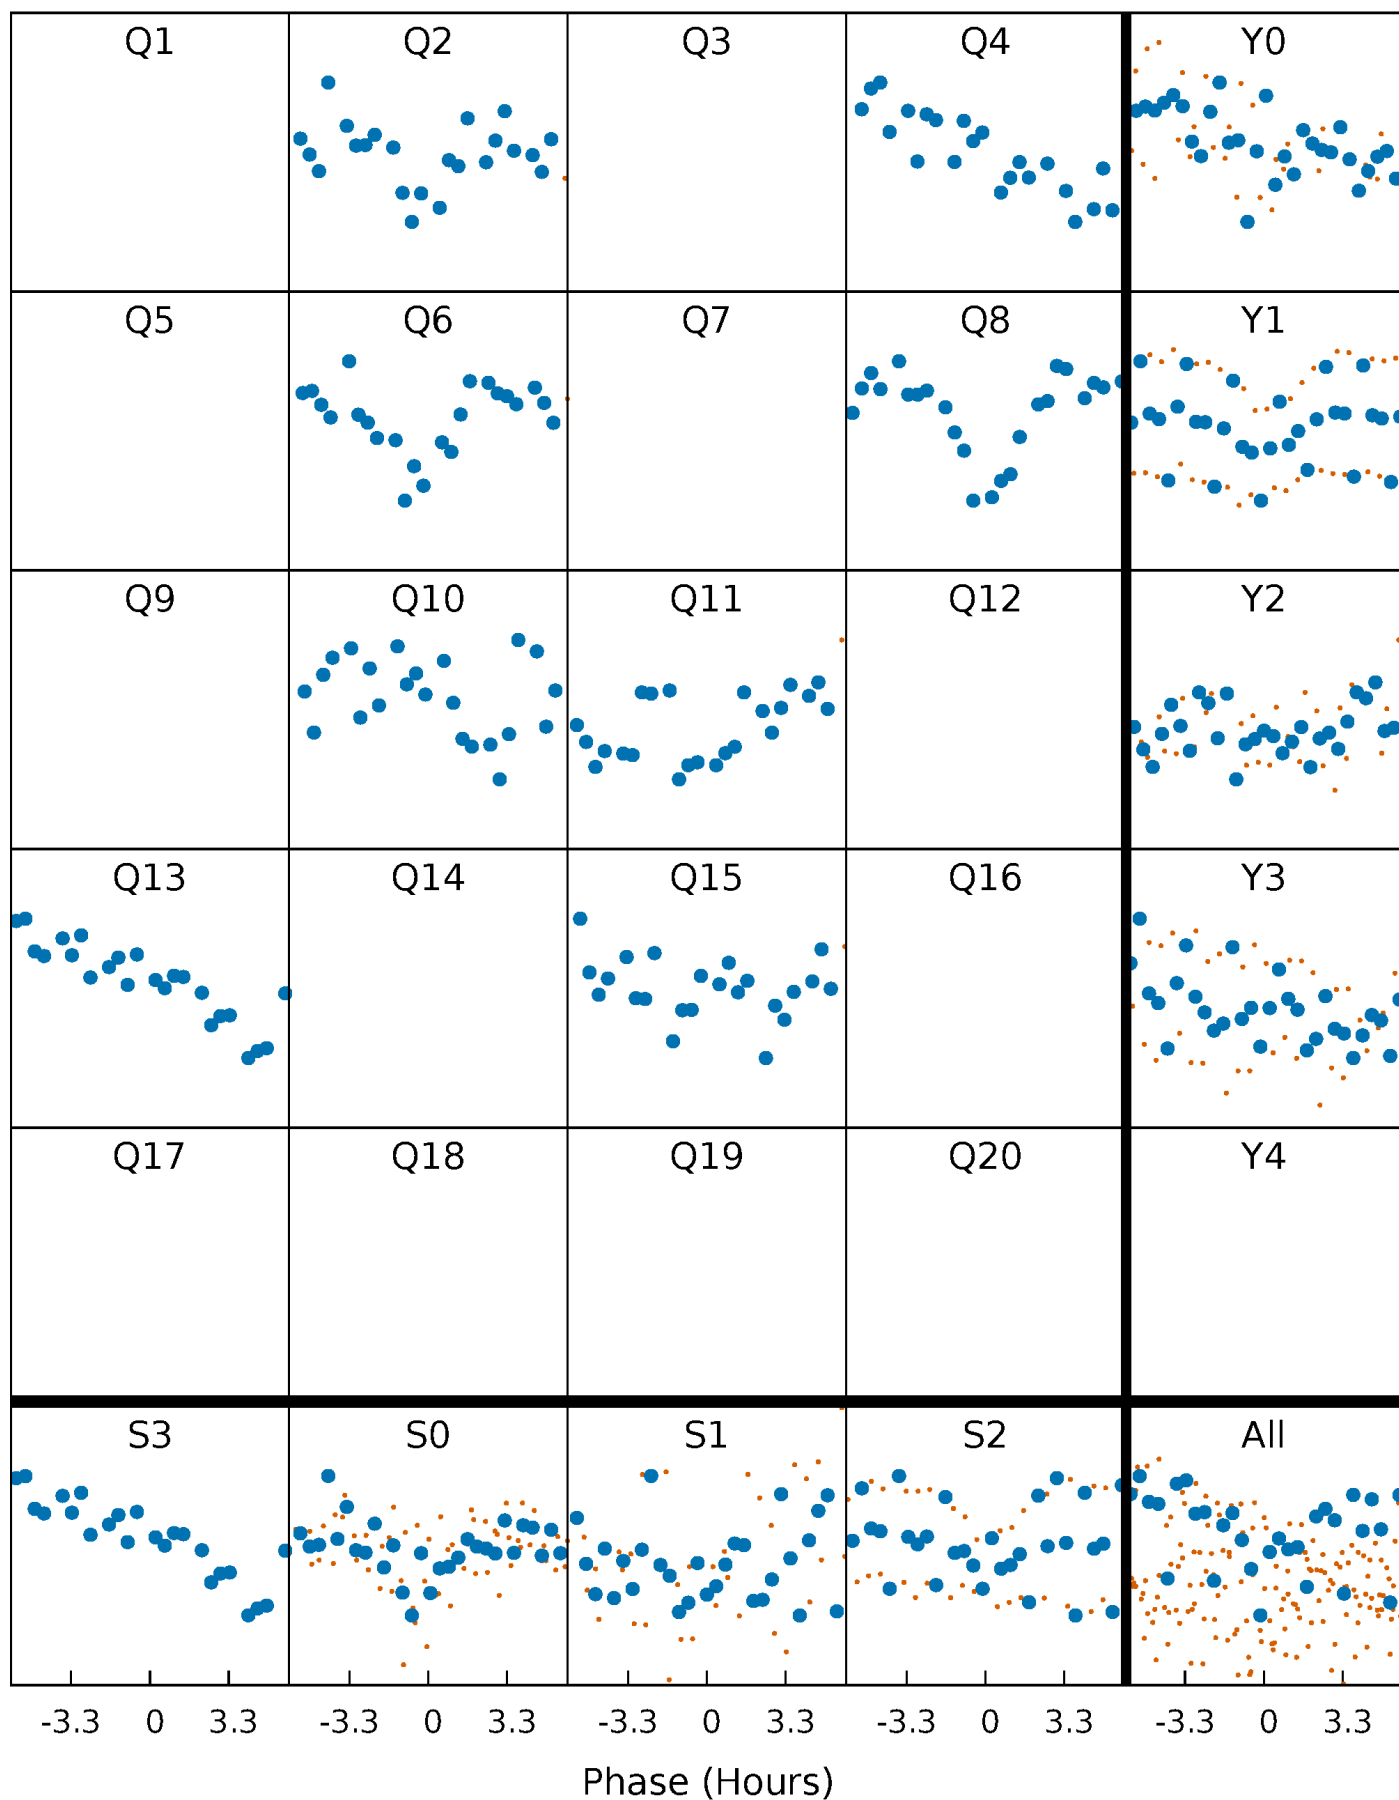 Q1 Q2 Q3 Q4 Y0
Q5 Q6 Q7 Q8 Y1
Q9 Q10 Q11 Q12 Y2
Q13 Q14 Q15 Q16 Y3
Q17 Q18 Q19 Q20 Y4
S3 S0 S1 S2 All
-3.3 0 3.3 -3.3 0 3.3 -3.3 0 3.3 -3.3 0 3.3 -3.3 0 3.3
Phase (Hours)